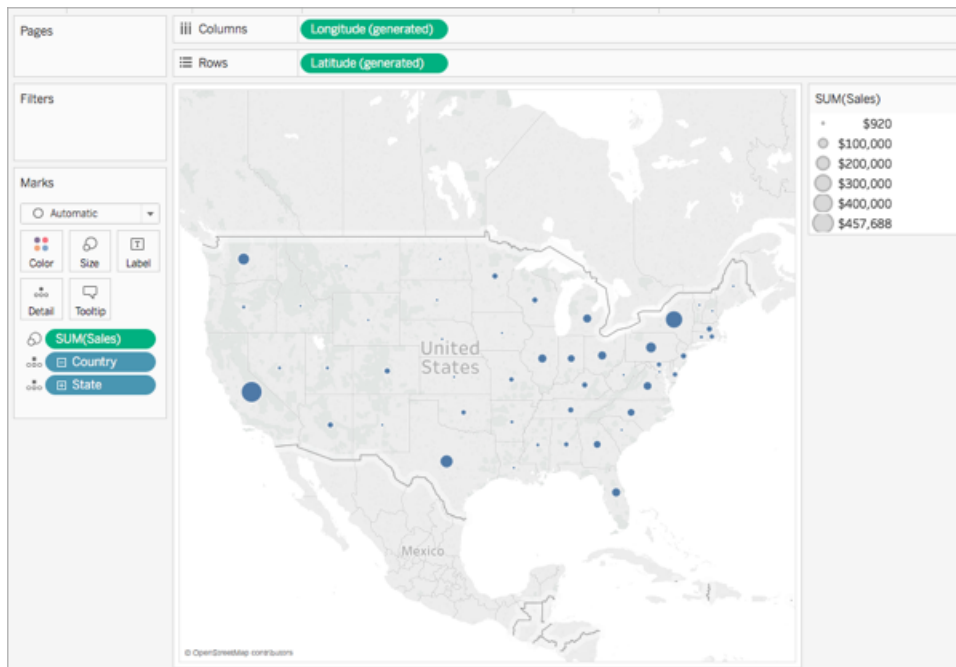 Pages
Columns
Longitude (generated)
Rows
Latitude (generated)
Filters
Marks
Automatic
Color
Size
Label
Detail
Tooltip
SUM(Sales)
Country
State
United
States
Mexico
© OpenStreetMap contributors
SUM(Sales)
$920
$100,000
$200,000
$300,000
$400,000
$457,688